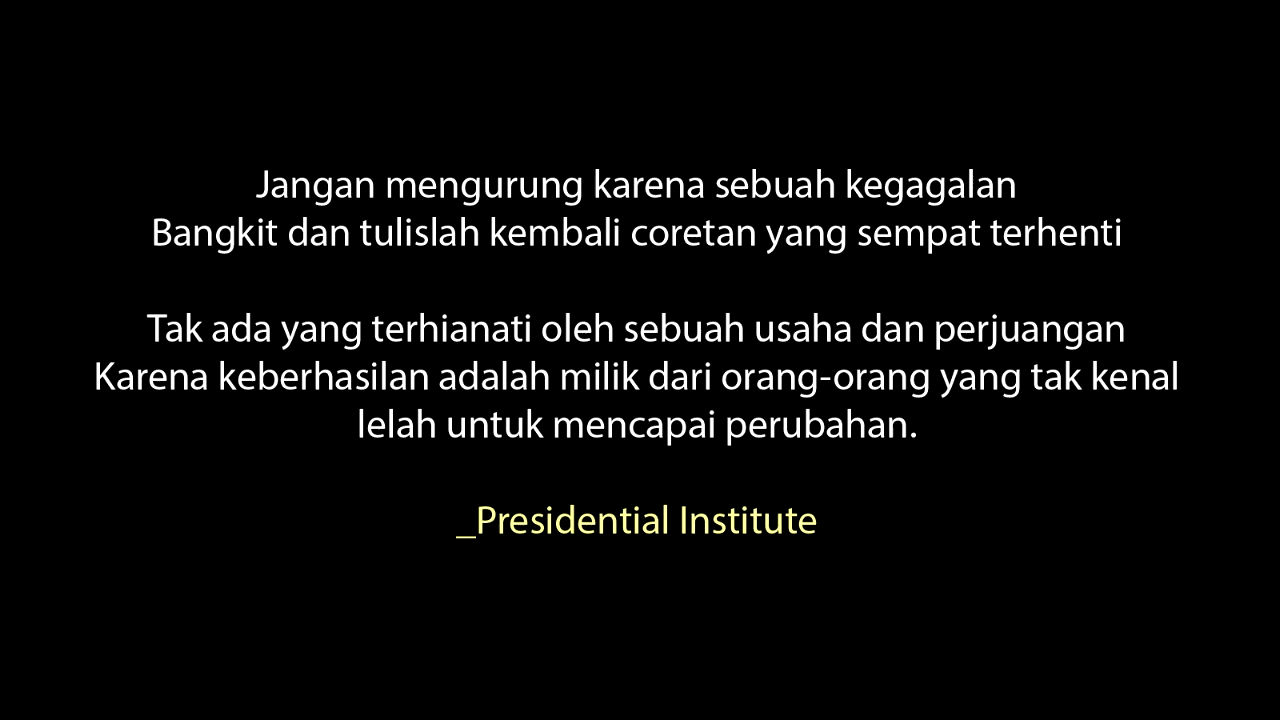 Jangan mengurung karena sebuah kegagalan
Bangkit dan tulislah kembali coretan yang sempat terhenti
Tak ada yang terhianati oleh sebuah usaha dan perjuangan
Karena keberhasilan adalah milik dari orang-orang yang tak kenal
lelah untuk mencapai perubahan.
_Presidential Institute